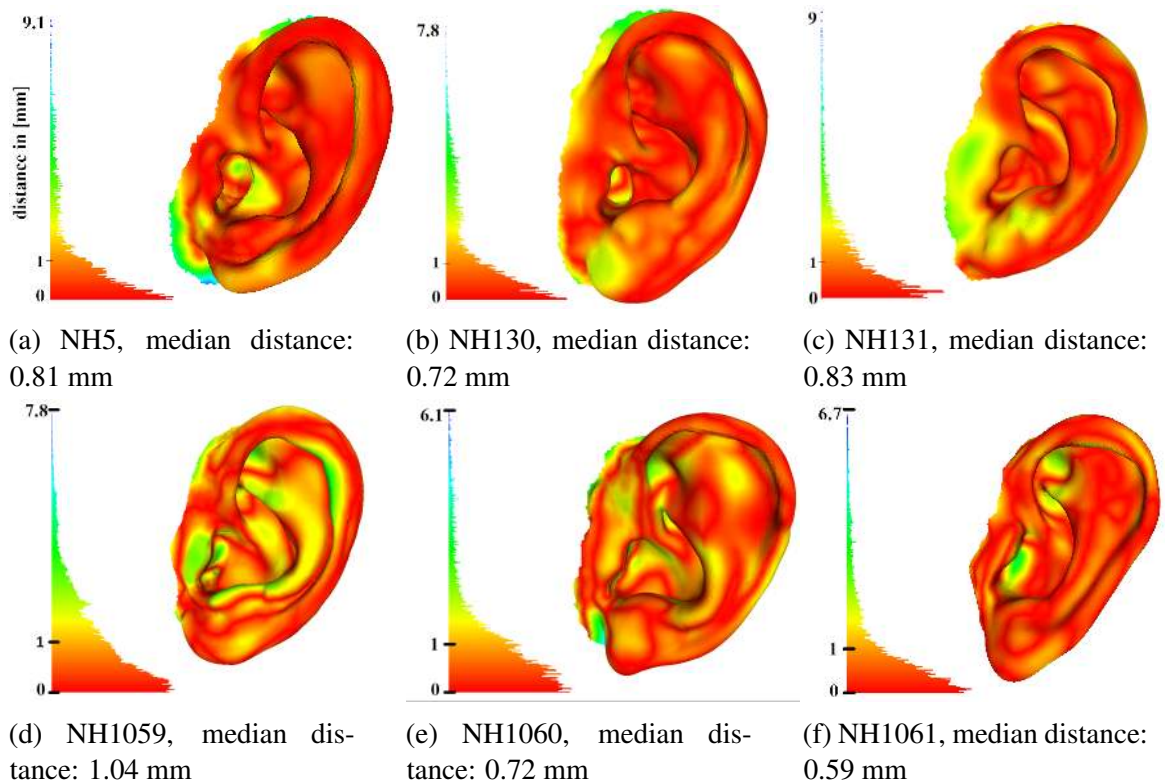 9.1
distance in [mm]
1
0
7.8
1
0
9
1
0
(a) NH5, median distance:
0.81 mm
(b) NH130, median distance:
0.72 mm
(c) NH131, median distance:
0.83 mm
7.8
1
0
6.1
1
0
6.7
1
0
(d) NH1059, median dis-
tance: 1.04 mm
(e) NH1060, median dis-
tance: 0.72 mm
(f) NH1061, median distance:
0.59 mm